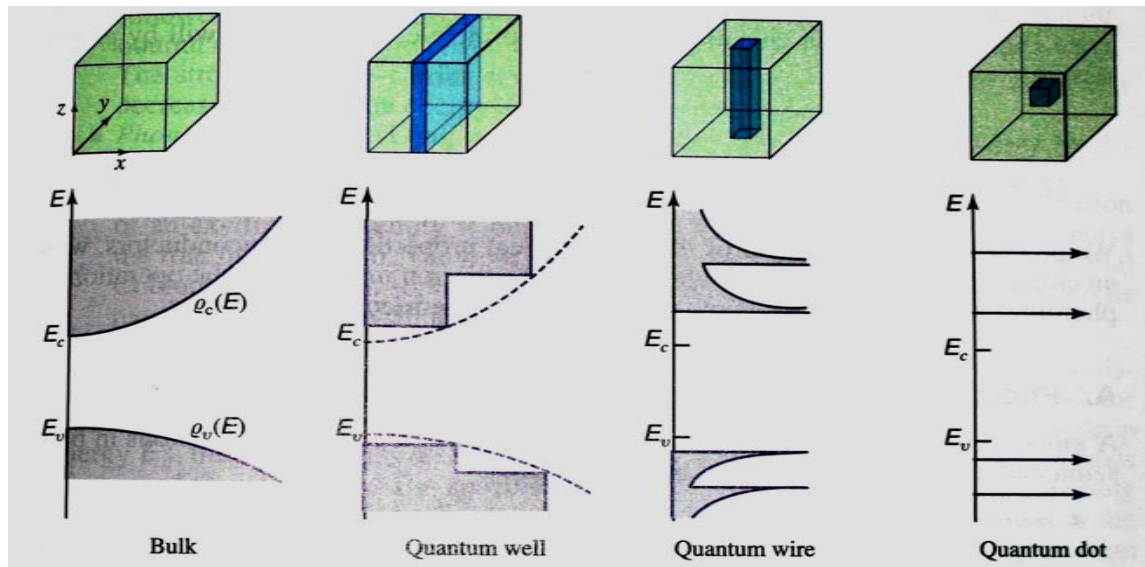 z
y
x
E
E
E
E
ϱc(E)
Ec
Ec
Ec
Ec
Ev
ϱv(E)
Ev
Ev
Ev
Bulk
Quantum well
Quantum wire
Quantum dot